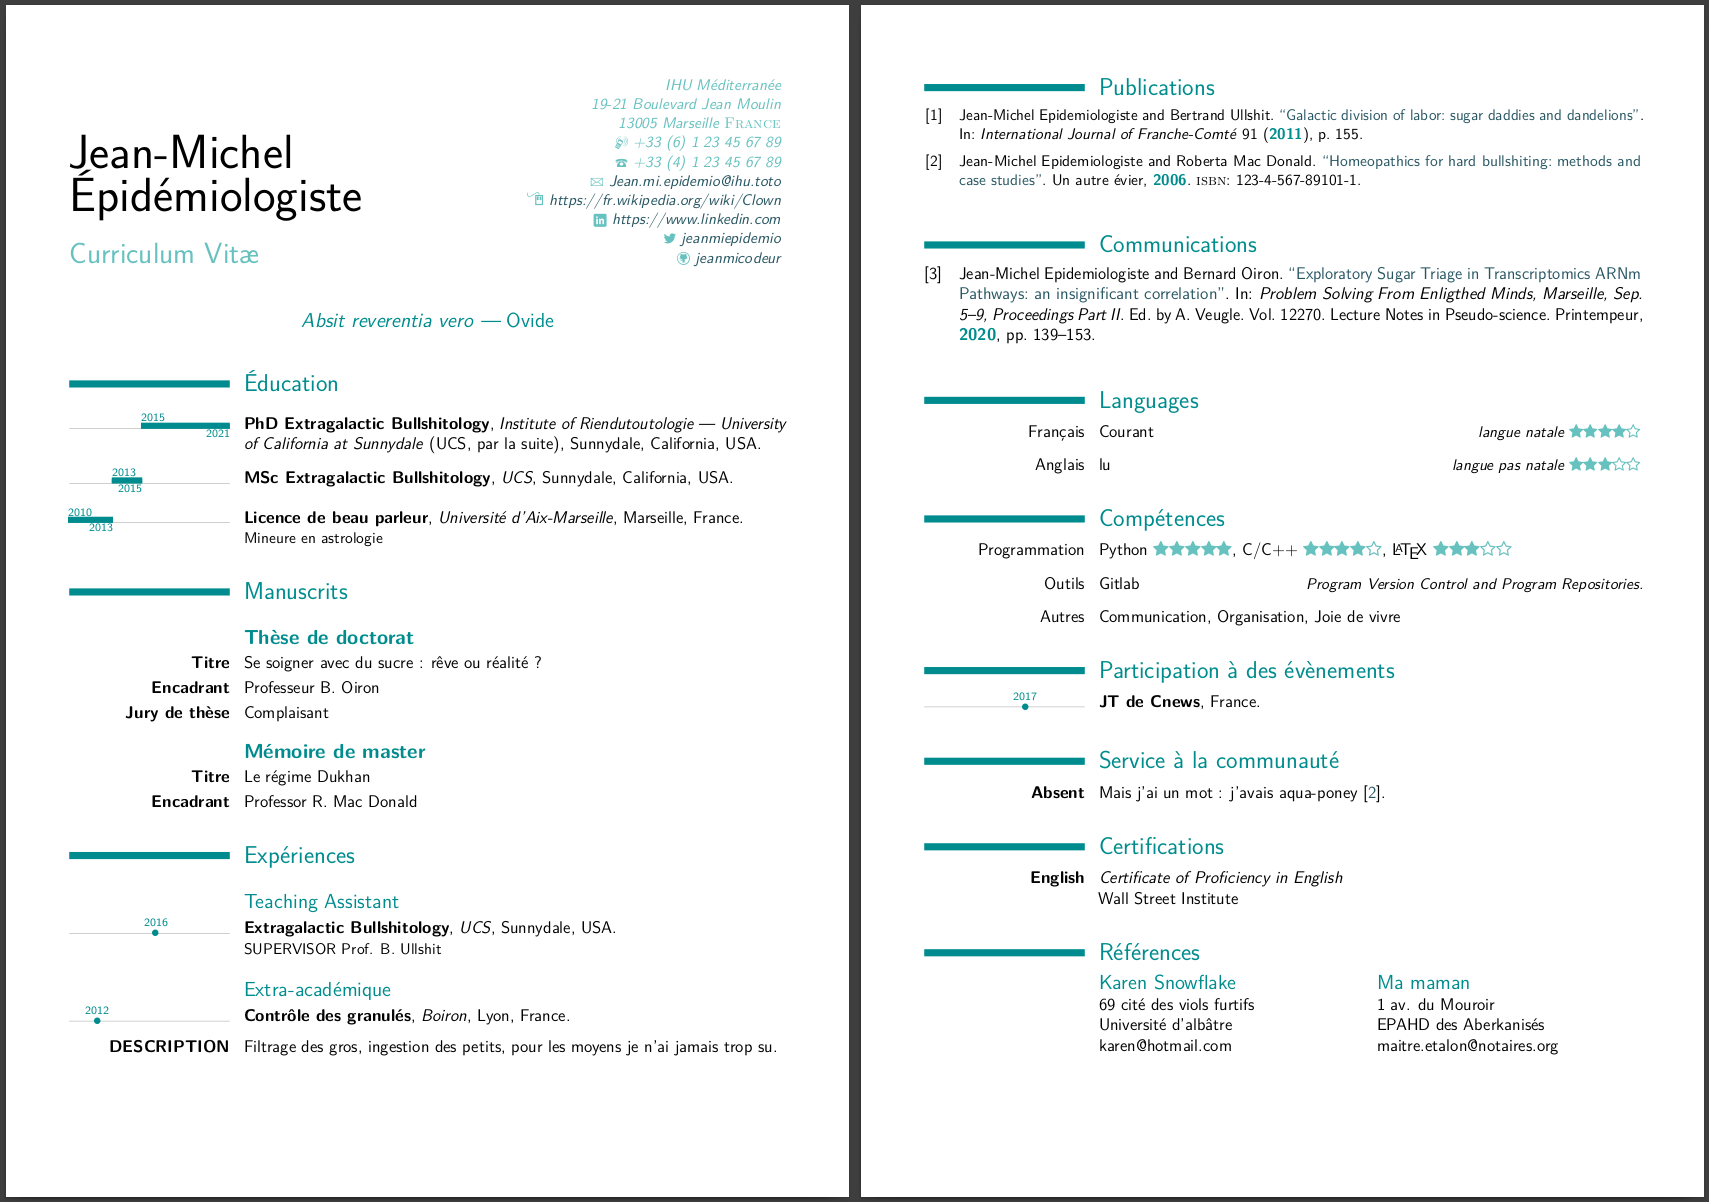 Jean-Michel
Épidémiologiste
Curriculum Vitæ
IHU Méditerranée
19-21 Boulevard Jean Moulin
13005 Marseille FRANCE
+33 (6) 1 23 45 67 89
+33 (4) 1 23 45 67 89
Jean.mi.epidemio@ihu.toto
https://fr.wikipedia.org/wiki/Clown
https://www.linkedin.com
jeanmiepidemio
jeanmicodeur
Absit reverentia vero — Ovide
Éducation
2015
2021
PhD Extragalactic Bullshitology, Institute of Riendutoutologie — University
of California at Sunnydale (UCS, par la suite), Sunnydale, California, USA.
2013
2015
MSc Extragalactic Bullshitology, UCS, Sunnydale, California, USA.
2010
2013
Licence de beau parleur, Université d'Aix-Marseille, Marseille, France.
Mineure en astrologie
Manuscrits
Thèse de doctorat
Titre Se soigner avec du sucre : rêve ou réalité ?
Encadrant Professeur B. Oiron
Jury de thèse Complaisant
Mémoire de master
Titre Le régime Dukhan
Encadrant Professor R. Mac Donald
Expériences
Teaching Assistant
2016
Extragalactic Bullshitology, UCS, Sunnydale, USA.
SUPERVISOR Prof. B. Ullshit
Extra-académique
2012
Contrôle des granulés, Boiron, Lyon, France.
DESCRIPTION Filtrage des gros, ingestion des petits, pour les moyens je n'ai jamais trop su.
Publications
[1] Jean-Michel Epidemiologiste and Bertrand Ullshit. “Galactic division of labor: sugar daddies and dandelions”.
In: International Journal of Franche-Comté 91 (2011), p. 155.
[2] Jean-Michel Epidemiologiste and Roberta Mac Donald. “Homeopathics for hard bullshiting: methods and
case studies”. Un autre évier, 2006. ISBN: 123-4-567-89101-1.
Communications
[3] Jean-Michel Epidemiologiste and Bernard Oiron. “Exploratory Sugar Triage in Transcriptomics ARNm
Pathways: an insignificant correlation”. In: Problem Solving From Enligthed Minds, Marseille, Sep.
5–9, Proceedings Part II. Ed. by A. Veugle. Vol. 12270. Lecture Notes in Pseudo-science. Printempeur,
2020, pp. 139–153.
Languages
Français Courant langue natale ★★★★☆
Anglais lu langue pas natale ★★★☆☆
Compétences
Programmation Python ★★★★★, C/C++ ★★★★☆, LATEX ★★★☆☆
Outils Gitlab Program Version Control and Program Repositories.
Autres Communication, Organisation, Joie de vivre
Participation à des évènements
2017
JT de Cnews, France.
Service à la communauté
Absent Mais j'ai un mot : j'avais aqua-poney [2].
Certifications
English Certificate of Proficiency in English
Wall Street Institute
Références
Karen Snowflake
69 cité des viols furtifs
Université d'albâtre
karen@hotmail.com
Ma maman
1 av. du Mouroir
EPAHD des Aberkanisés
maitre.etalon@notaires.org